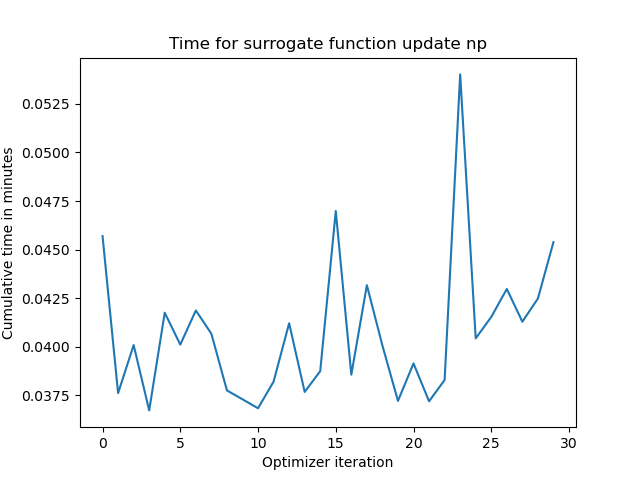 Time for surrogate function update np
Cumulative time in minutes
0.0525
0.0500
0.0475
0.0450
0.0425
0.0400
0.0375
0 5 10 15 20 25 30
Optimizer iteration